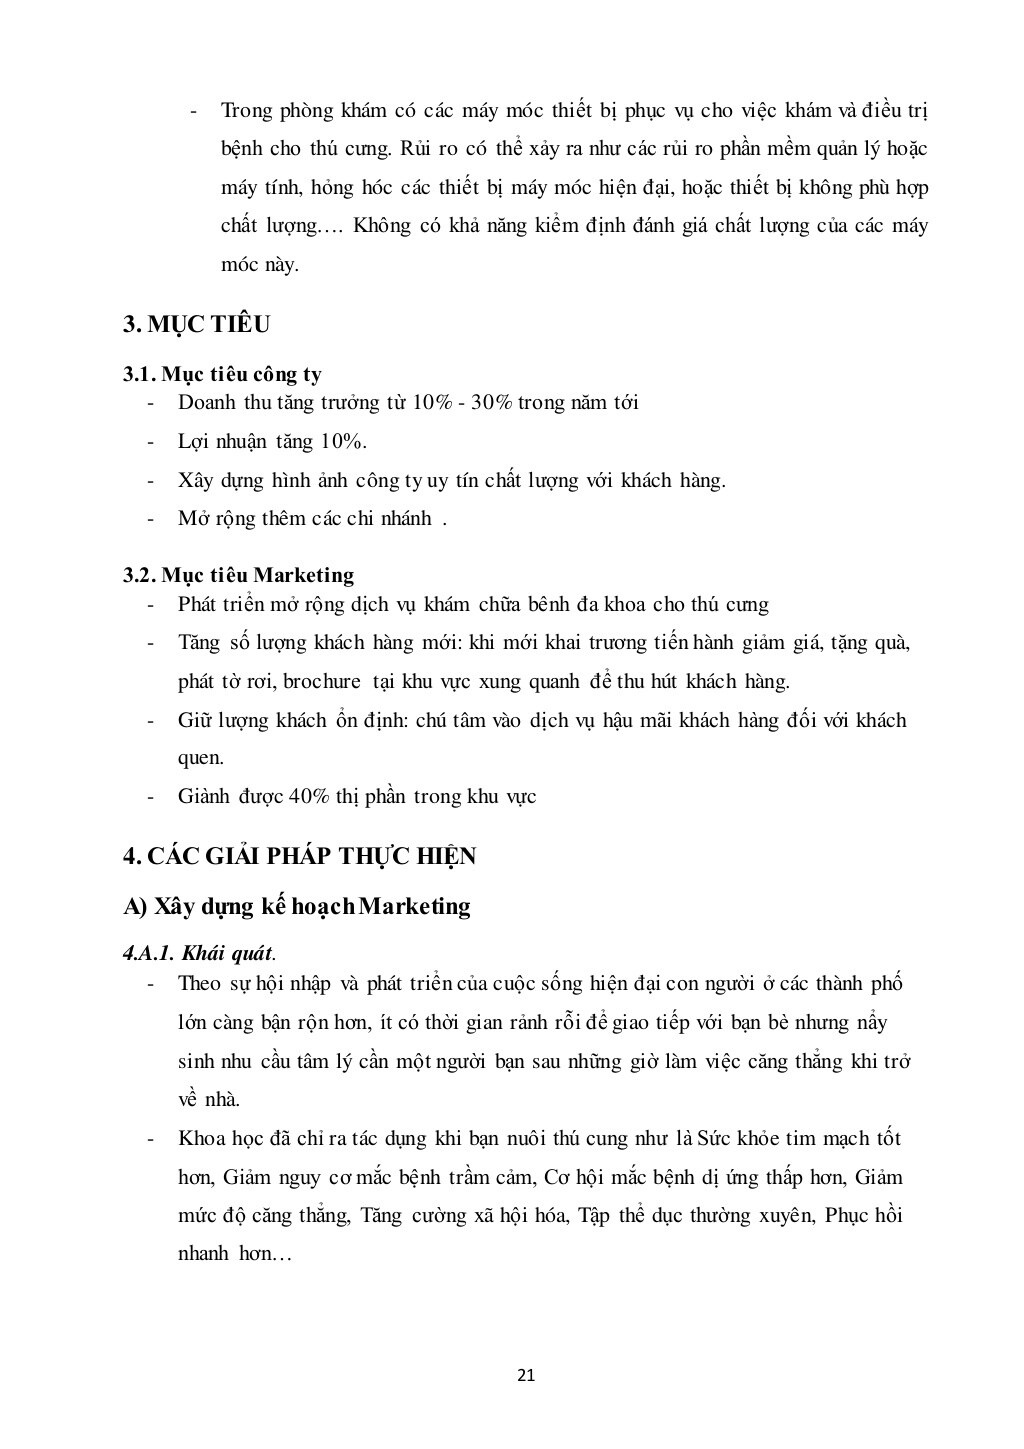 - Trong phòng khám có các máy móc thiết bị phục vụ cho việc khám và điều trị
bệnh cho thú cưng. Rủi ro có thể xảy ra như các rủi ro phần mềm quản lý hoặc
máy tính, hỏng hóc các thiết bị máy móc hiện đại, hoặc thiết bị không phù hợp
chất lượng…. Không có khả năng kiểm định đánh giá chất lượng của các máy
móc này.
3. MỤC TIÊU
3.1. Mục tiêu công ty
- Doanh thu tăng trưởng từ 10% - 30% trong năm tới
- Lợi nhuận tăng 10%.
- Xây dựng hình ảnh công ty uy tín chất lượng với khách hàng.
- Mở rộng thêm các chi nhánh .
3.2. Mục tiêu Marketing
- Phát triển mở rộng dịch vụ khám chữa bênh đa khoa cho thú cưng
- Tăng số lượng khách hàng mới: khi mới khai trương tiến hành giảm giá, tặng quà,
phát tờ rơi, brochure tại khu vực xung quanh để thu hút khách hàng.
- Giữ lượng khách ổn định: chú tâm vào dịch vụ hậu mãi khách hàng đối với khách
quen.
- Giành được 40% thị phần trong khu vực
4. CÁC GIẢI PHÁP THỰC HIỆN
A) Xây dựng kế hoạch Marketing
4.A.1. Khái quát.
- Theo sự hội nhập và phát triển của cuộc sống hiện đại con người ở các thành phố
lớn càng bận rộn hơn, ít có thời gian rảnh rỗi để giao tiếp với bạn bè nhưng nẩy
sinh nhu cầu tâm lý cần một người bạn sau những giờ làm việc căng thẳng khi trở
về nhà.
- Khoa học đã chỉ ra tác dụng khi bạn nuôi thú cung như là Sức khỏe tim mạch tốt
hơn, Giảm nguy cơ mắc bệnh trầm cảm, Cơ hội mắc bệnh dị ứng thấp hơn, Giảm
mức độ căng thẳng, Tăng cường xã hội hóa, Tập thể dục thường xuyên, Phục hồi
nhanh hơn…
21